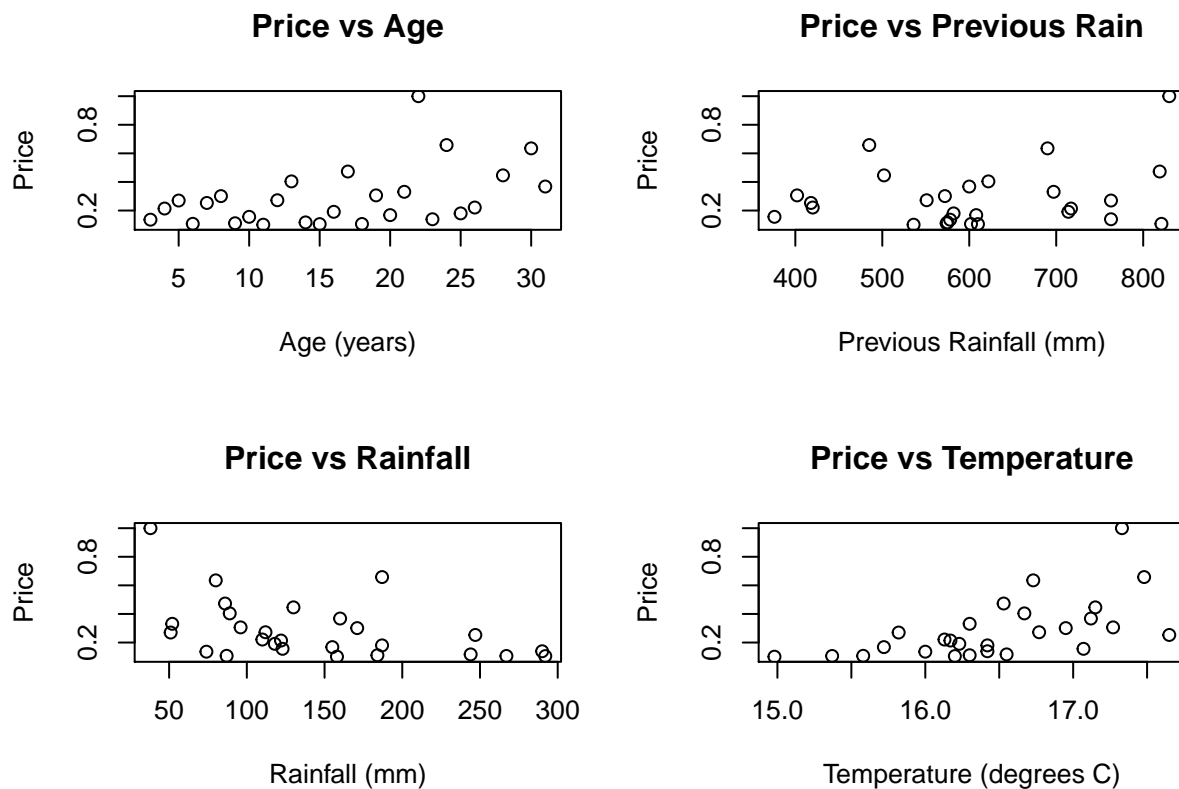 Price vs Age
Price
0.2 0.8
5 10 15 20 25 30
Age (years)
Price vs Previous Rain
Price
0.2 0.8
400 500 600 700 800
Previous Rainfall (mm)
Price vs Rainfall
Price
0.2 0.8
50 100 150 200 250 300
Rainfall (mm)
Price vs Temperature
Price
0.2 0.8
15.0 16.0 17.0
Temperature (degrees C)